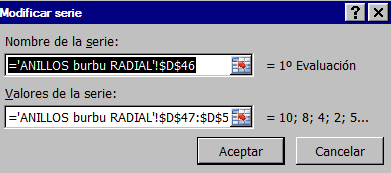 Modificar serie
Nombre de la serie:
='ANILLOS burbu RADIAL'!$D$46 = 1º Evaluación
Valores de la serie:
='ANILLOS burbu RADIAL'!$D$47:$D$5 = 10; 8; 4; 2; 5...
Aceptar Cancelar